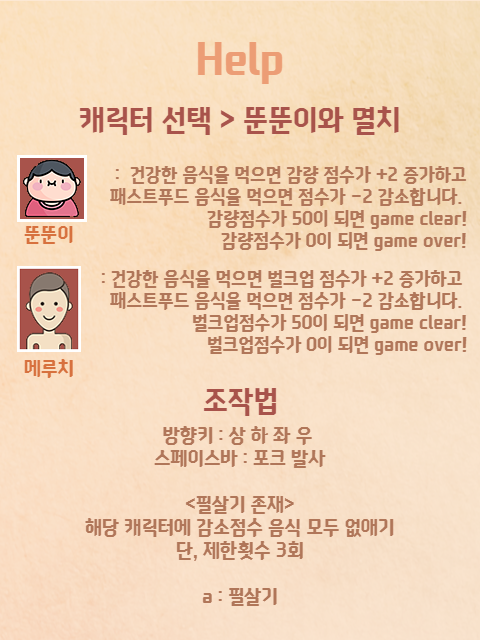 Help
캐릭터 선택 > 뚠뚠이와 멸치
: 건강한 음식을 먹으면 감량 점수가 +2 증가하고
패스트푸드 음식을 먹으면 점수가 -2 감소합니다.
감량점수가 50이 되면 game clear!
감량점수가 0이 되면 game over!
뚠뚠이
: 건강한 음식을 먹으면 벌크업 점수가 +2 증가하고
패스트푸드 음식을 먹으면 점수가 -2 감소합니다.
벌크업점수가 50이 되면 game clear!
벌크업점수가 0이 되면 game over!
메루치
조작법
방향키 : 상 하 좌 우
스페이스바 : 포크 발사
<필살기 존재>
해당 캐릭터에 감소점수 음식 모두 없애기
단, 제한횟수 3회
a : 필살기